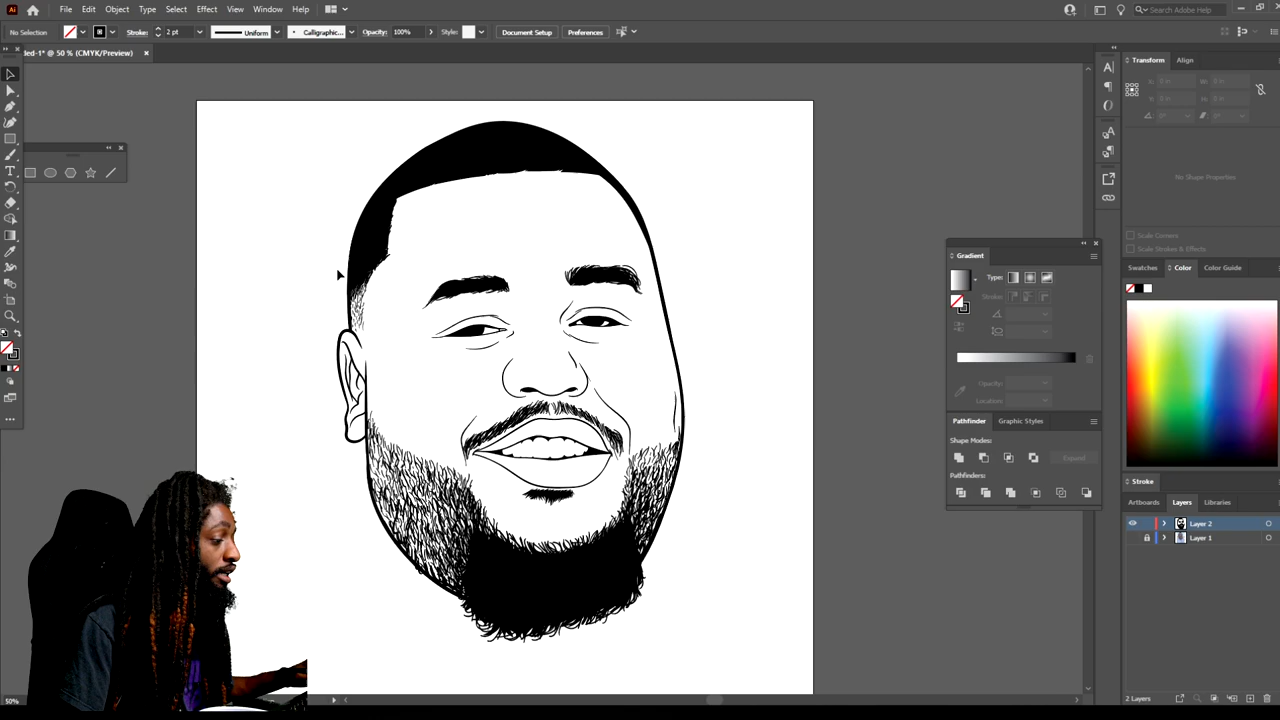 Ai File Edit Object Type Select Effect View Window Help Search Adobe Help
No Selection Stroke: 2 pt Uniform Calligraphic... Opacity: 100% Style: Document Setup Preferences
ded-1* @ 50 % (CMYK/Preview)
Transform Align
No Shape Properties
Scale Corners
Scale Strokes & Effects
Gradient
Type:
Stroke:
Opacity:
Location:
Swatches Color Color Guide
Pathfinder Graphic Styles
Shape Modes:
Expand
Pathfinders:
Stroke
Artboards Layers Libraries
Layer 2
Layer 1
50%
2 Layers